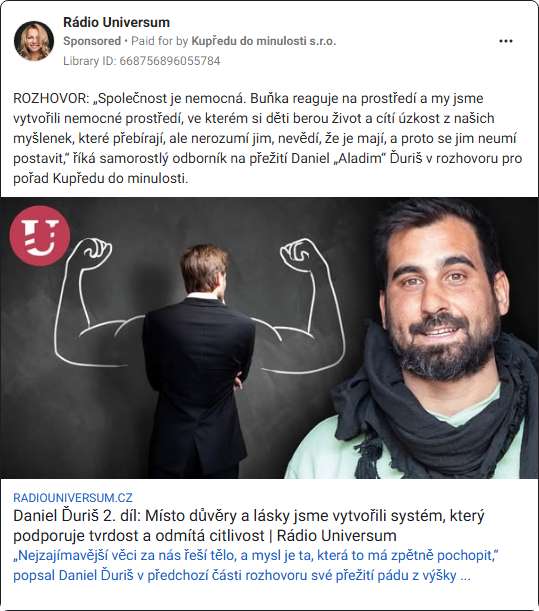 Rádio Universum
Sponsored • Paid for by Kupředu do minulosti s.r.o.
Library ID: 668756896055784
ROZHOVOR: „Společnost je nemocná. Buňka reaguje na prostředí a my jsme
vytvořili nemocné prostředí, ve kterém si děti berou život a cítí úzkost z našich
myšlenek, které přebírají, ale nerozumí jim, nevědí, že je mají, a proto se jim neumí
postavit,“ říká samorostlý odborník na přežití Daniel „Aladim“ Ďuriš v rozhovoru pro
pořad Kupředu do minulosti.
U
RADIOUNIVERSUM.CZ
Daniel Ďuriš 2. díl: Místo důvěry a lásky jsme vytvořili systém, který
podporuje tvrdost a odmítá citlivost | Rádio Universum
„Nejzajímavější věci za nás řeší tělo, a mysl je ta, která to má zpětně pochopit,“
popsal Daniel Ďuriš v předchozí části rozhovoru své přežití pádu z výšky ...